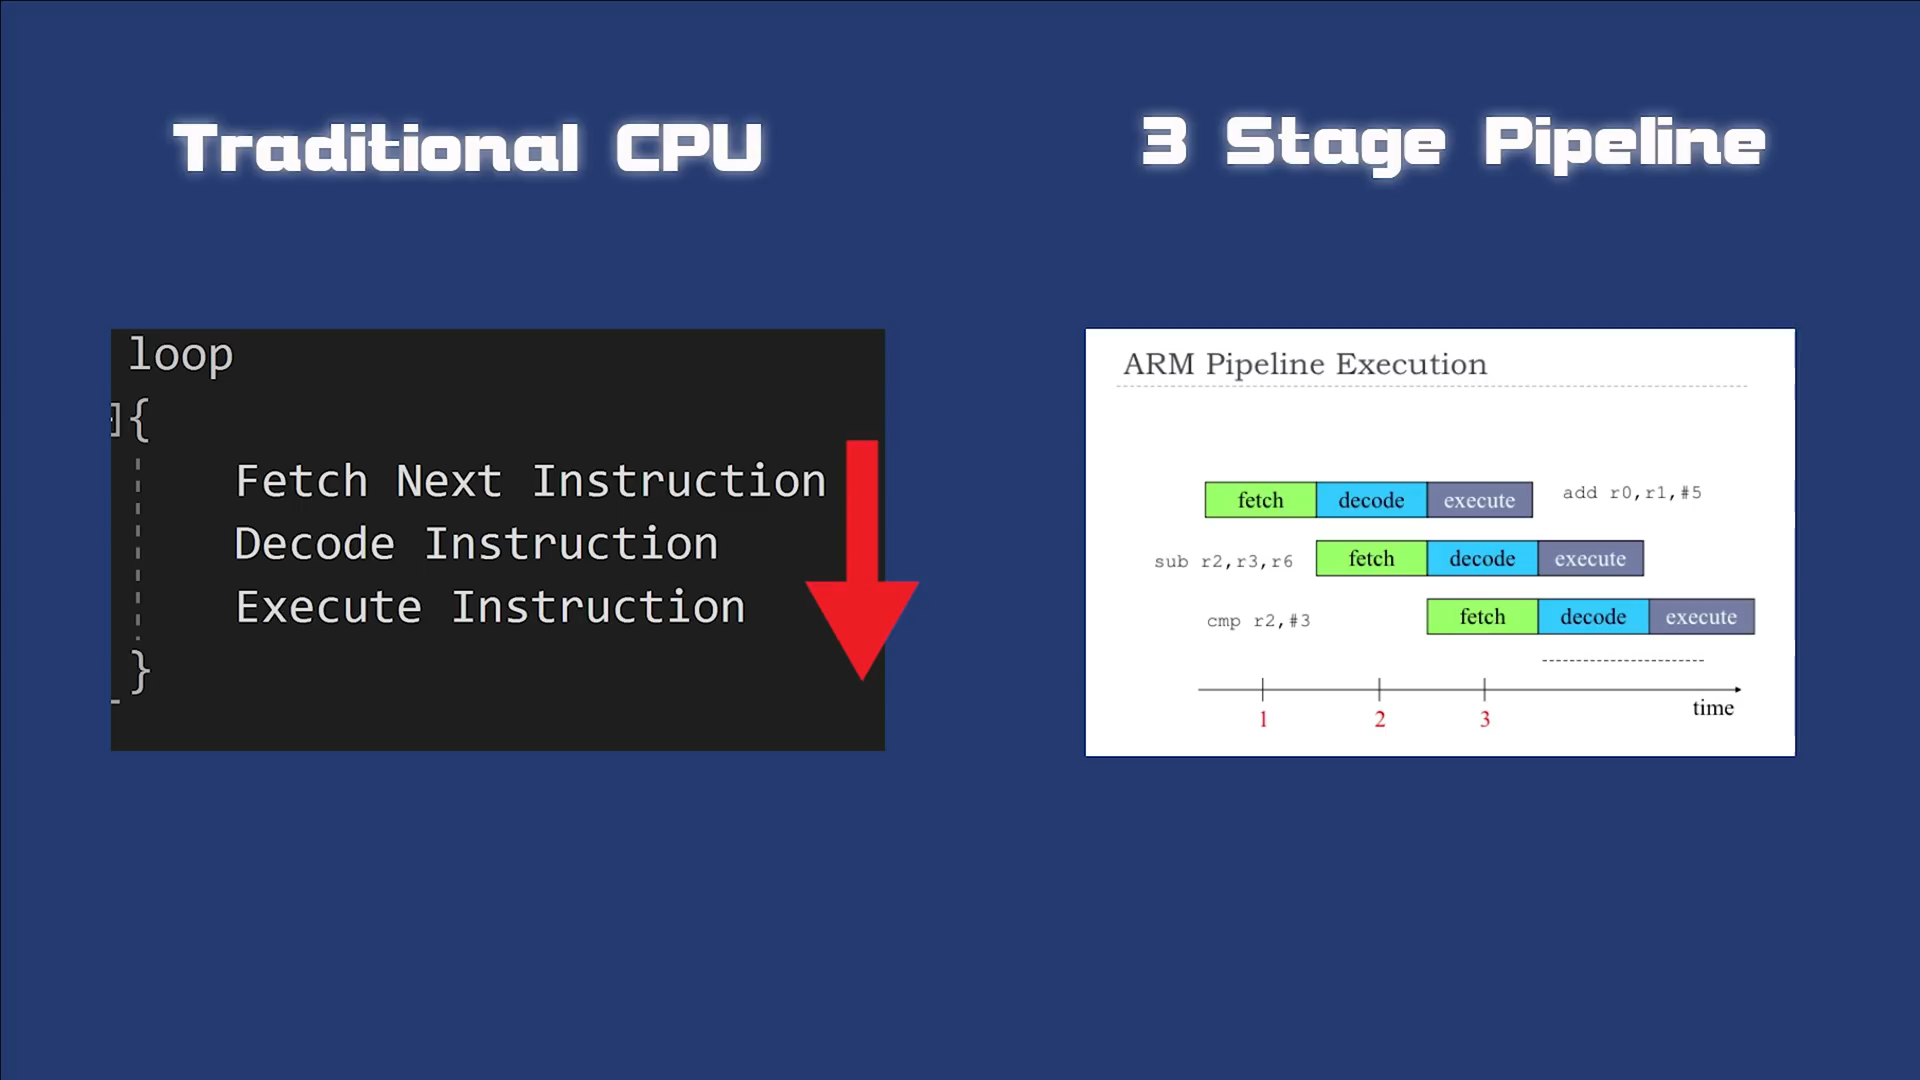 Traditional CPU
3 Stage Pipeline
loop
{
Fetch Next Instruction
Decode Instruction
Execute Instruction
}
ARM Pipeline Execution
fetch decode execute add r0,r1,#5
sub r2,r3,r6 fetch decode execute
cmp r2,#3 fetch decode execute
time
1 2 3